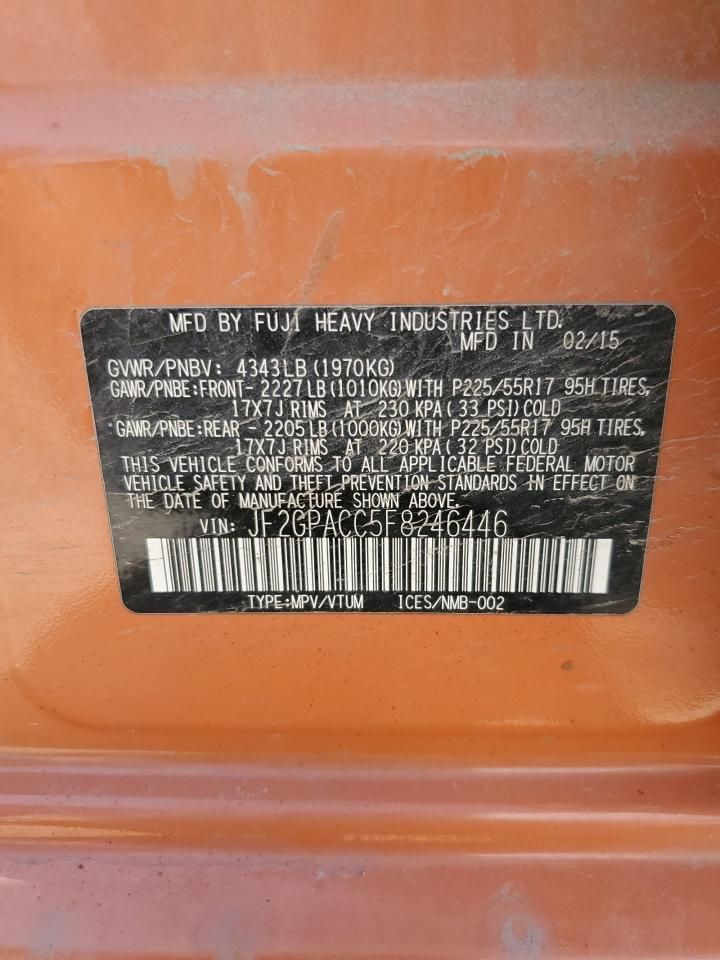 MFD BY FUJI HEAVY INDUSTRIES LTD.
MFD IN 02/15
GVWR/PNBV: 4343LB(1970KG)
GAWR/PNBE:FRONT-2227LB(1010KG)WITH P225/55R17 95H TIRES,
17X7J RIMS AT 230 KPA(33 PSI)COLD
GAWR/PNBE:REAR -2205LB(1000KG)WITH P225/55R17 95H TIRES,
17X7J RIMS AT 220 KPA(32 PSI)COLD
THIS VEHICLE CONFORMS TO ALL APPLICABLE FEDERAL MOTOR
VEHICLE SAFETY AND THEFT PREVENTION STANDARDS IN EFFECT ON
THE DATE OF MANUFACTURE SHOWN ABOVE.
VIN: JF2GPACC5F8246446
TYPE:MPV/VTUM ICES/NMB-002